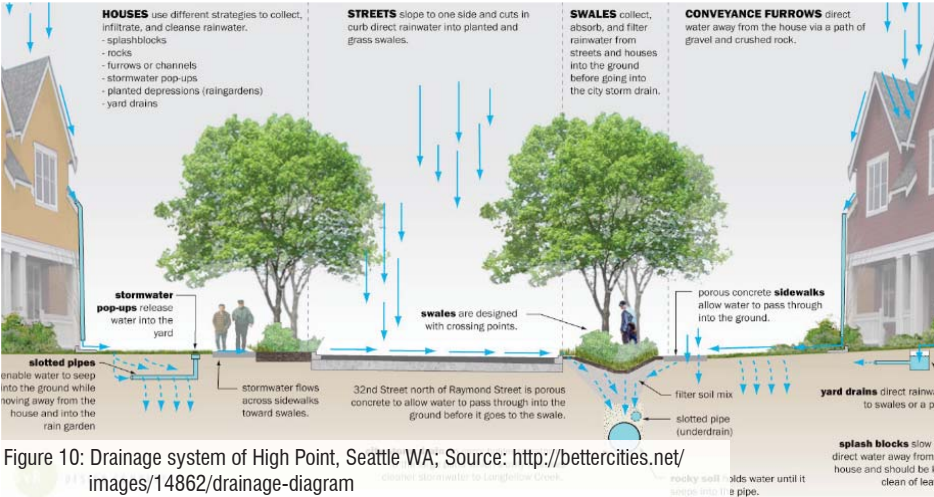 HOUSES use different strategies to collect,
infiltrate, and cleanse rainwater.
- splashblocks
- rocks
- furrows or channels
- stormwater pop-ups
- planted depressions (raingardens)
- yard drains
STREETS slope to one side and cuts in
curb direct rainwater into planted and
grass swales.
SWALES collect,
absorb, and filter
rainwater from
streets and houses
into the ground
before going into
the city storm drain.
CONVEYANCE FURROWS direct
water away from the house via a path of
gravel and crushed rock.
stormwater
pop-ups release
water into the
yard
swales are designed
with crossing points.
porous concrete sidewalks
allow water to pass through
into the ground.
slotted pipes
enable water to seep
into the ground while
moving away from the
house and into the
rain garden
stormwater flows
across sidewalks
toward swales.
32nd Street north of Raymond Street is porous
concrete to allow water to pass through into the
ground before it goes to the swale.
filter soil mix
slotted pipe
(underdrain)
yard drains direct rainwa
to swales or a p
splash blocks slow
direct water away from
house and should be k
clean of lea
rocky soil holds water until it
seeps into the pipe.
cleaner stormwater to Longfellow Creek.
Figure 10: Drainage system of High Point, Seattle WA; Source: http://bettercities.net/
images/14862/drainage-diagram